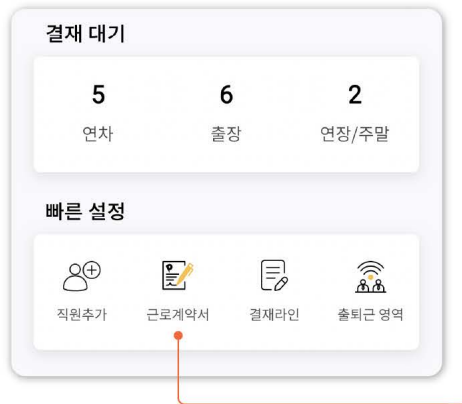 결재 대기
5 6 2
연차 출장 연장/주말
빠른 설정
직원추가 근로계약서 결재라인 출퇴근 영역